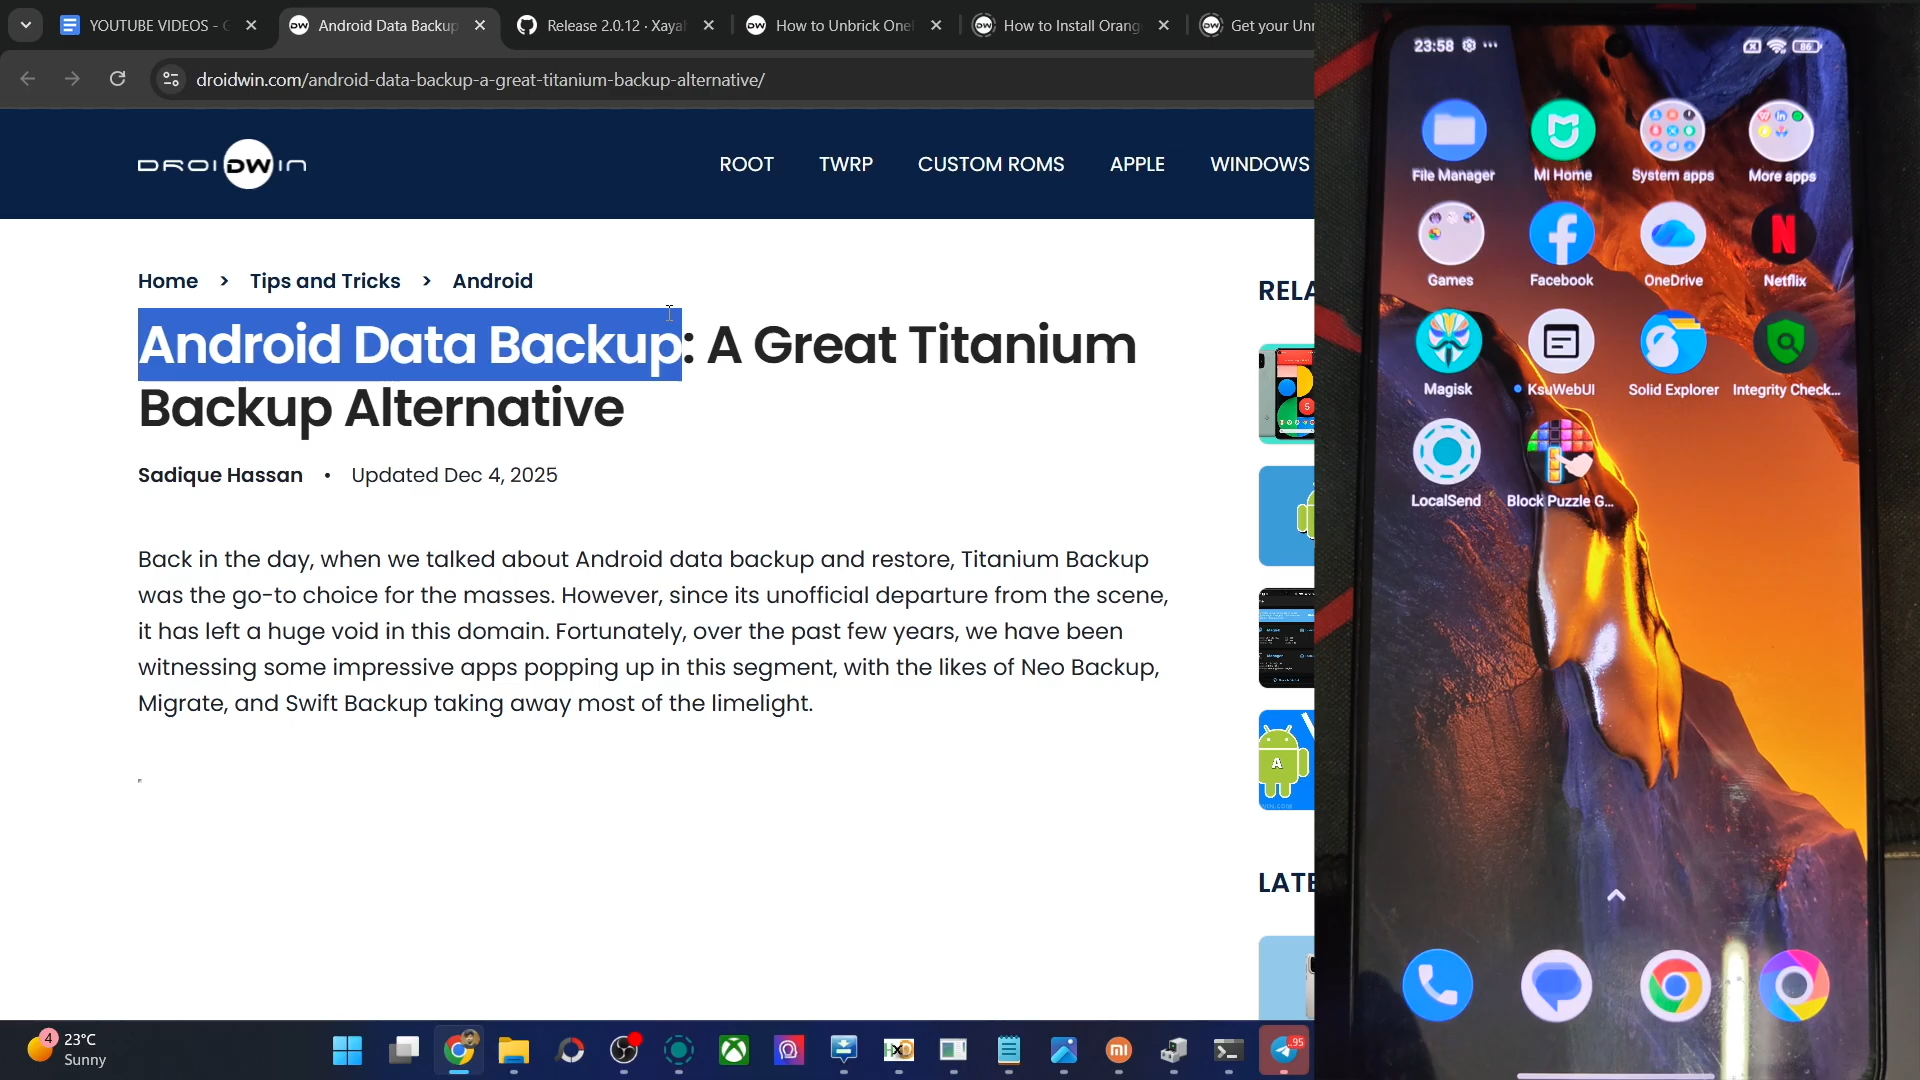 YOUTUBE VIDEOS - G
Android Data Backup
Release 2.0.12 · Xayah
How to Unbrick One
How to Install Orang
Get your Unr
droidwin.com/android-data-backup-a-great-titanium-backup-alternative/
DROIDWIN
ROOT
TWRP
CUSTOM ROMS
APPLE
WINDOWS
Home > Tips and Tricks > Android
Android Data Backup: A Great Titanium
Backup Alternative
Sadique Hassan • Updated Dec 4, 2025
Back in the day, when we talked about Android data backup and restore, Titanium Backup
was the go-to choice for the masses. However, since its unofficial departure from the scene,
it has left a huge void in this domain. Fortunately, over the past few years, we have been
witnessing some impressive apps popping up in this segment, with the likes of Neo Backup,
Migrate, and Swift Backup taking away most of the limelight.
RELA
LATE
23:58
86
File Manager
Mi Home
System apps
More apps
Games
Facebook
OneDrive
Netflix
Magisk
KsuWebUI
Solid Explorer
Integrity Check...
LocalSend
Block Puzzle G...
4
23°C
Sunny
95